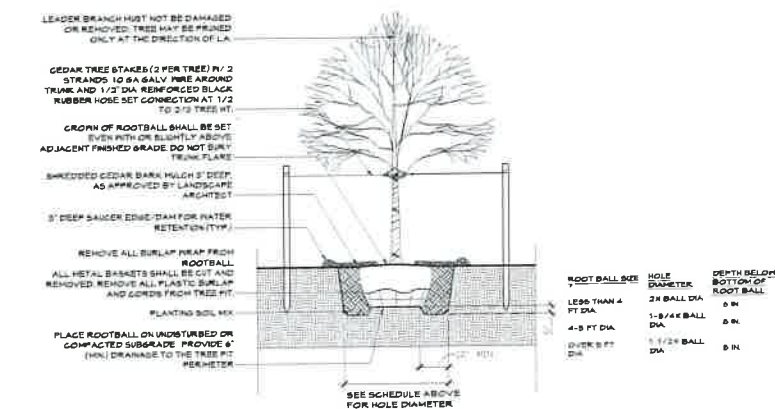 LEADER BRANCH MUST NOT BE DAMAGED
OR REMOVED; TREE MAY BE PRUNED
ONLY AT THE DIRECTION OF LA
CEDAR TREE STAKES (2 PER TREE) W/ 2
STRANDS 10 GA GALV WIRE AROUND
TRUNK AND 1/2" DIA REINFORCED BLACK
RUBBER HOSE SET CONNECTION AT 1/2
TO 2/3 TREE HT.
CROWN OF ROOTBALL SHALL BE SET
EVEN WITH OR SLIGHTLY ABOVE
ADJACENT FINISHED GRADE. DO NOT BURY
TRUNK FLARE
SHREDDED CEDAR BARK MULCH 3" DEEP,
AS APPROVED BY LANDSCAPE
ARCHITECT
3" DEEP SAUCER EDGE/DAM FOR WATER
RETENTION (TYP.)
REMOVE ALL BURLAP WRAP FROM
ROOTBALL
ALL METAL BASKETS SHALL BE CUT AND
REMOVED. REMOVE ALL PLASTIC BURLAP
AND CORDS FROM TREE PIT.
PLANTING SOIL MIX
PLACE ROOTBALL ON UNDISTURBED OR
COMPACTED SUBGRADE PROVIDE 6"
(MIN.) DRAINAGE TO THE TREE PIT
PERIMETER
12" MIN.
SEE SCHEDULE ABOVE
FOR HOLE DIAMETER
ROOT BALL SIZE HOLE DIAMETER DEPTH BELOW BOTTOM OF ROOT BALL
LESS THAN 4 FT DIA. 2X BALL DIA 6 IN.
4-5 FT DIA 1-3/4X BALL DIA 6 IN.
OVER 5 FT DIA 1-1/2X BALL DIA 6 IN.